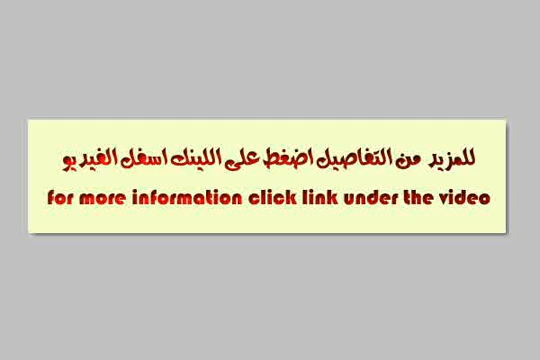 للمزيد من التفاصيل اضغط على اللينك اسفل الفيديو
for more information click link under the video